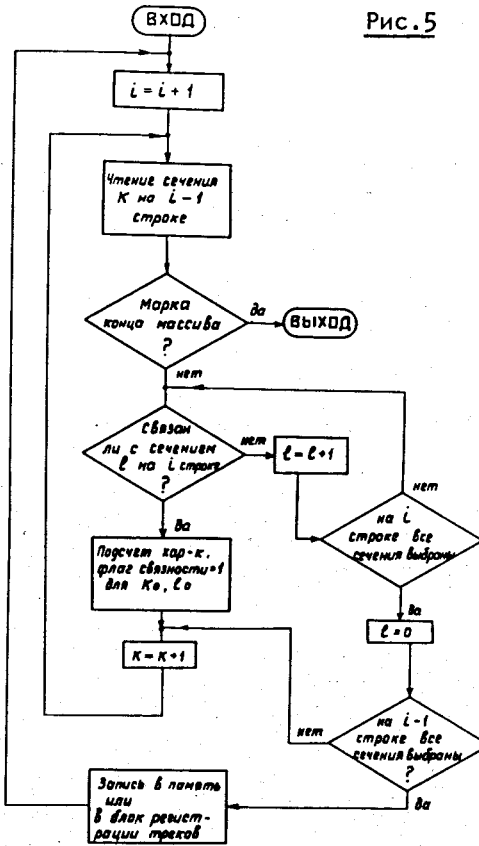 Рис.5
ВХОД
i = i + 1
Чтение сечения
К на i - 1
строке
Марка
конца массива
?
да
ВЫХОД
нет
Связан
ли с сечением
ℓ на i строке
?
нет
ℓ = ℓ + 1
нет
на i
строке все
сечения выбраны
Да
Подсчет хар-к,
флаг связности=1
для К₀, ℓ₀
Да
ℓ = 0
К = К + 1
нет
на i - 1
строке все
сечения выбраны
?
Да
Запись в память
или
в блок регист-
рации треков